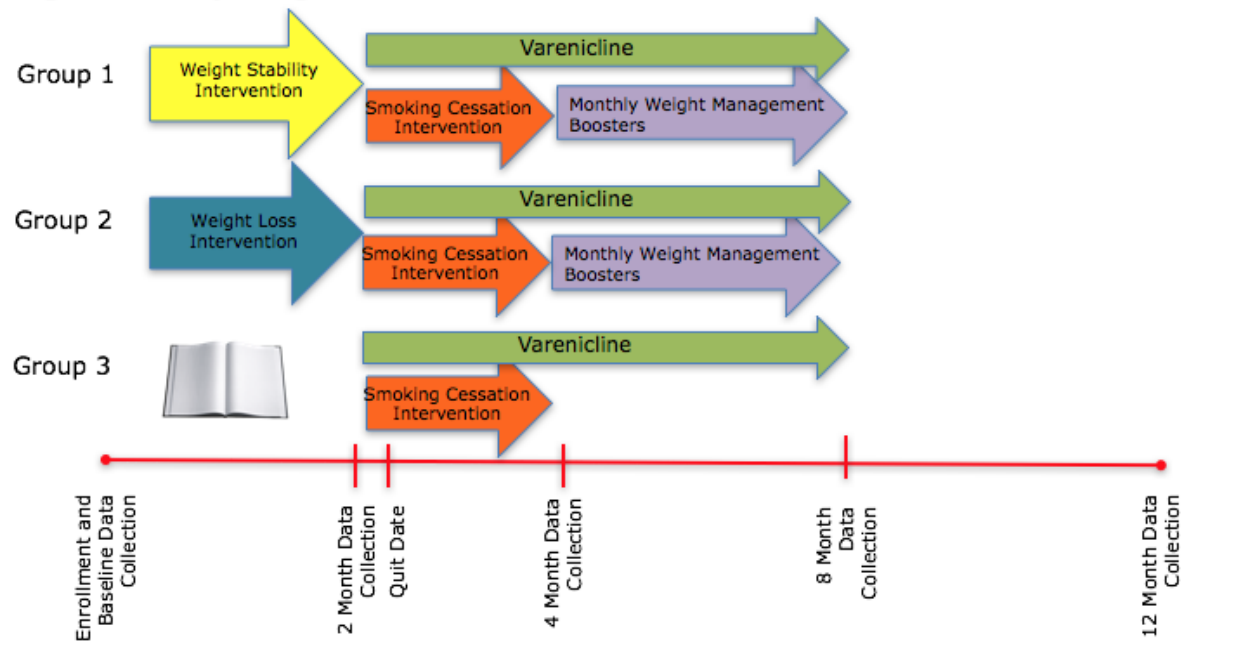 Group 1
Weight Stability
Intervention
Varenicline
Smoking Cessation
Intervention
Monthly Weight Management
Boosters
Group 2
Weight Loss
Intervention
Varenicline
Smoking Cessation
Intervention
Monthly Weight Management
Boosters
Group 3
Varenicline
Smoking Cessation
Intervention
Enrollment and
Baseline Data
Collection
2 Month Data
Collection
Quit Date
4 Month Data
Collection
8 Month
Data
Collection
12 Month Data
Collection